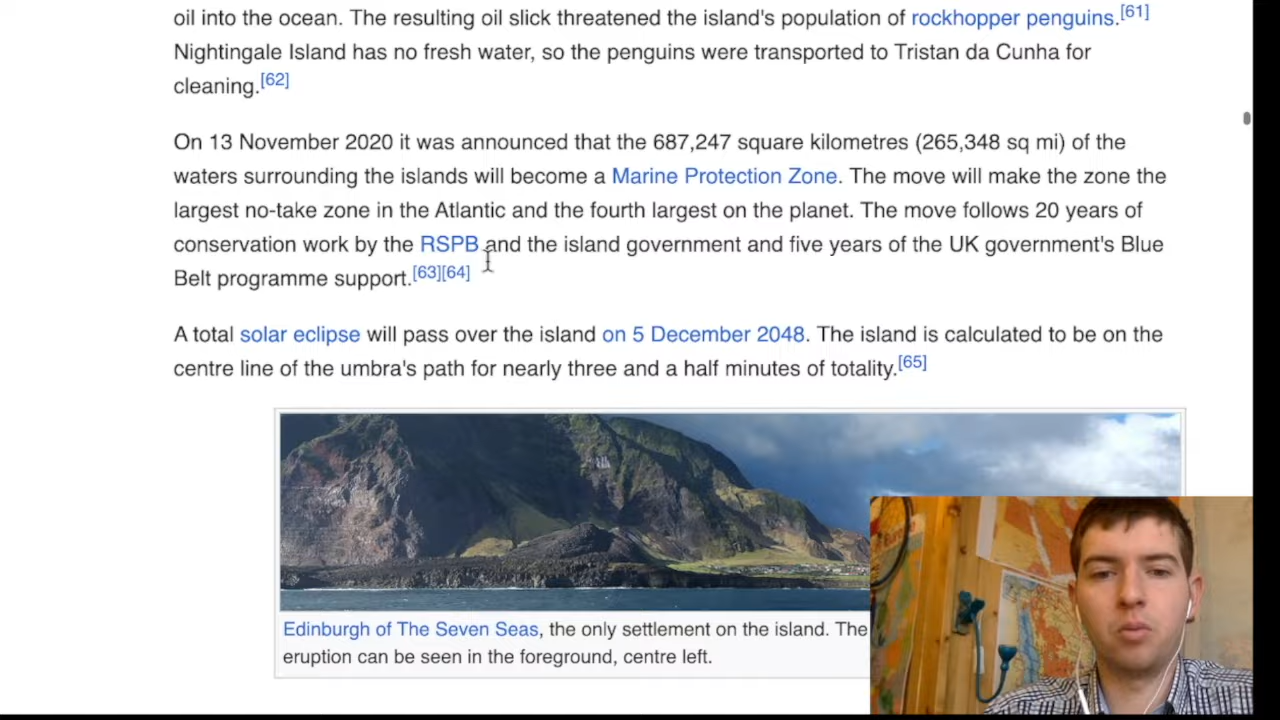 oil into the ocean. The resulting oil slick threatened the island's population of rockhopper penguins.[61]
Nightingale Island has no fresh water, so the penguins were transported to Tristan da Cunha for
cleaning.[62]
On 13 November 2020 it was announced that the 687,247 square kilometres (265,348 sq mi) of the
waters surrounding the islands will become a Marine Protection Zone. The move will make the zone the
largest no-take zone in the Atlantic and the fourth largest on the planet. The move follows 20 years of
conservation work by the RSPB and the island government and five years of the UK government's Blue
Belt programme support.[63][64]
A total solar eclipse will pass over the island on 5 December 2048. The island is calculated to be on the
centre line of the umbra's path for nearly three and a half minutes of totality.[65]
Edinburgh of The Seven Seas, the only settlement on the island. The
eruption can be seen in the foreground, centre left.